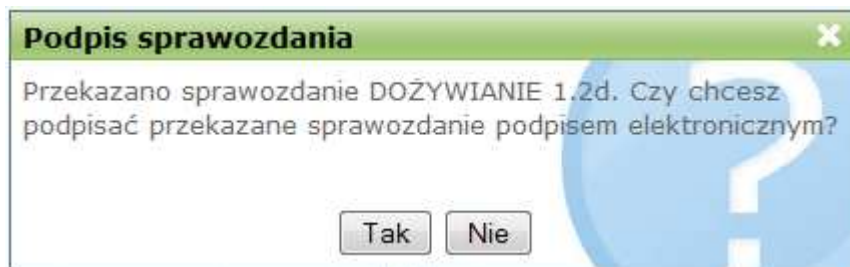 Podpis sprawozdania
Przekazano sprawozdanie DOŻYWIANIE 1.2d. Czy chcesz
podpisać przekazane sprawozdanie podpisem elektronicznym?
Tak Nie